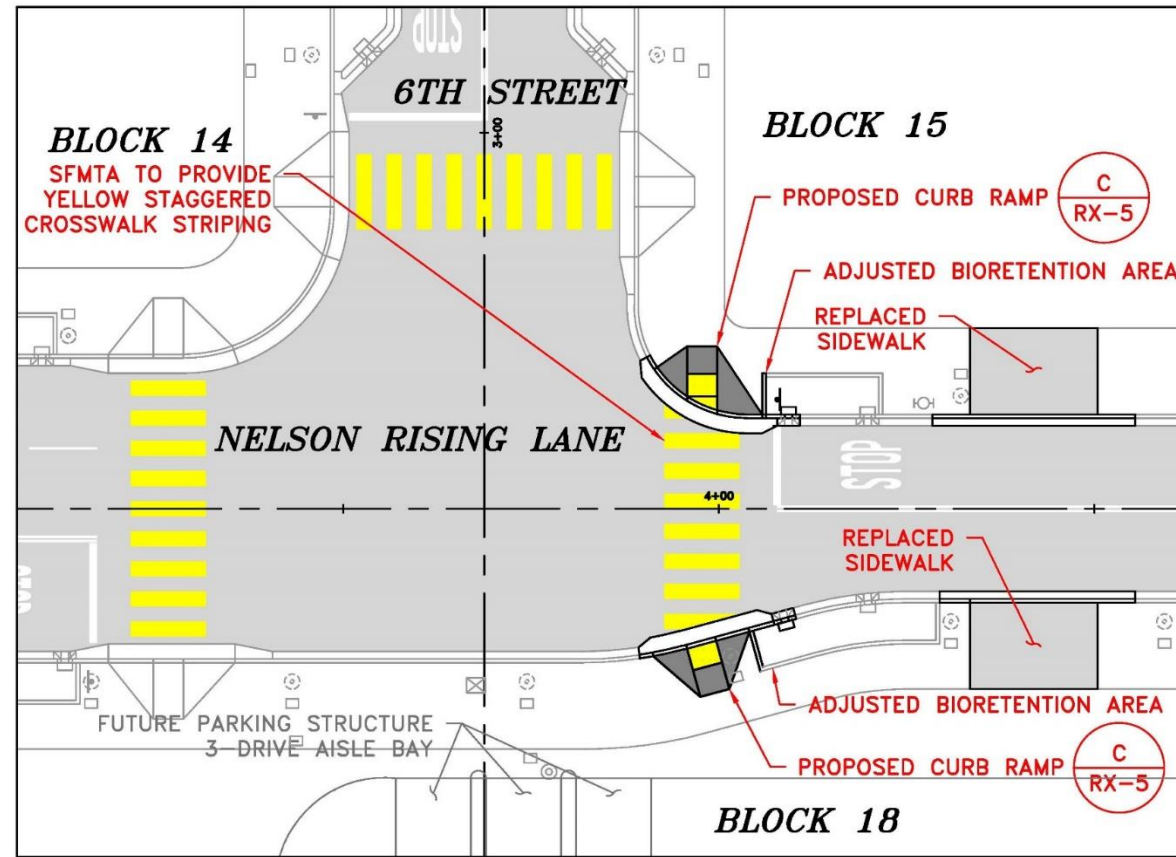 STOP
6TH STREET
3+00
BLOCK 14
BLOCK 15
SFMTA TO PROVIDE
YELLOW STAGGERED
CROSSWALK STRIPING
PROPOSED CURB RAMP
C
RX-5
ADJUSTED BIORETENTION AREA
REPLACED
SIDEWALK
NELSON RISING LANE
STOP
4+00
REPLACED
SIDEWALK
STOP
ADJUSTED BIORETENTION AREA
FUTURE PARKING STRUCTURE
3-DRIVE AISLE BAY
PROPOSED CURB RAMP
C
RX-5
BLOCK 18